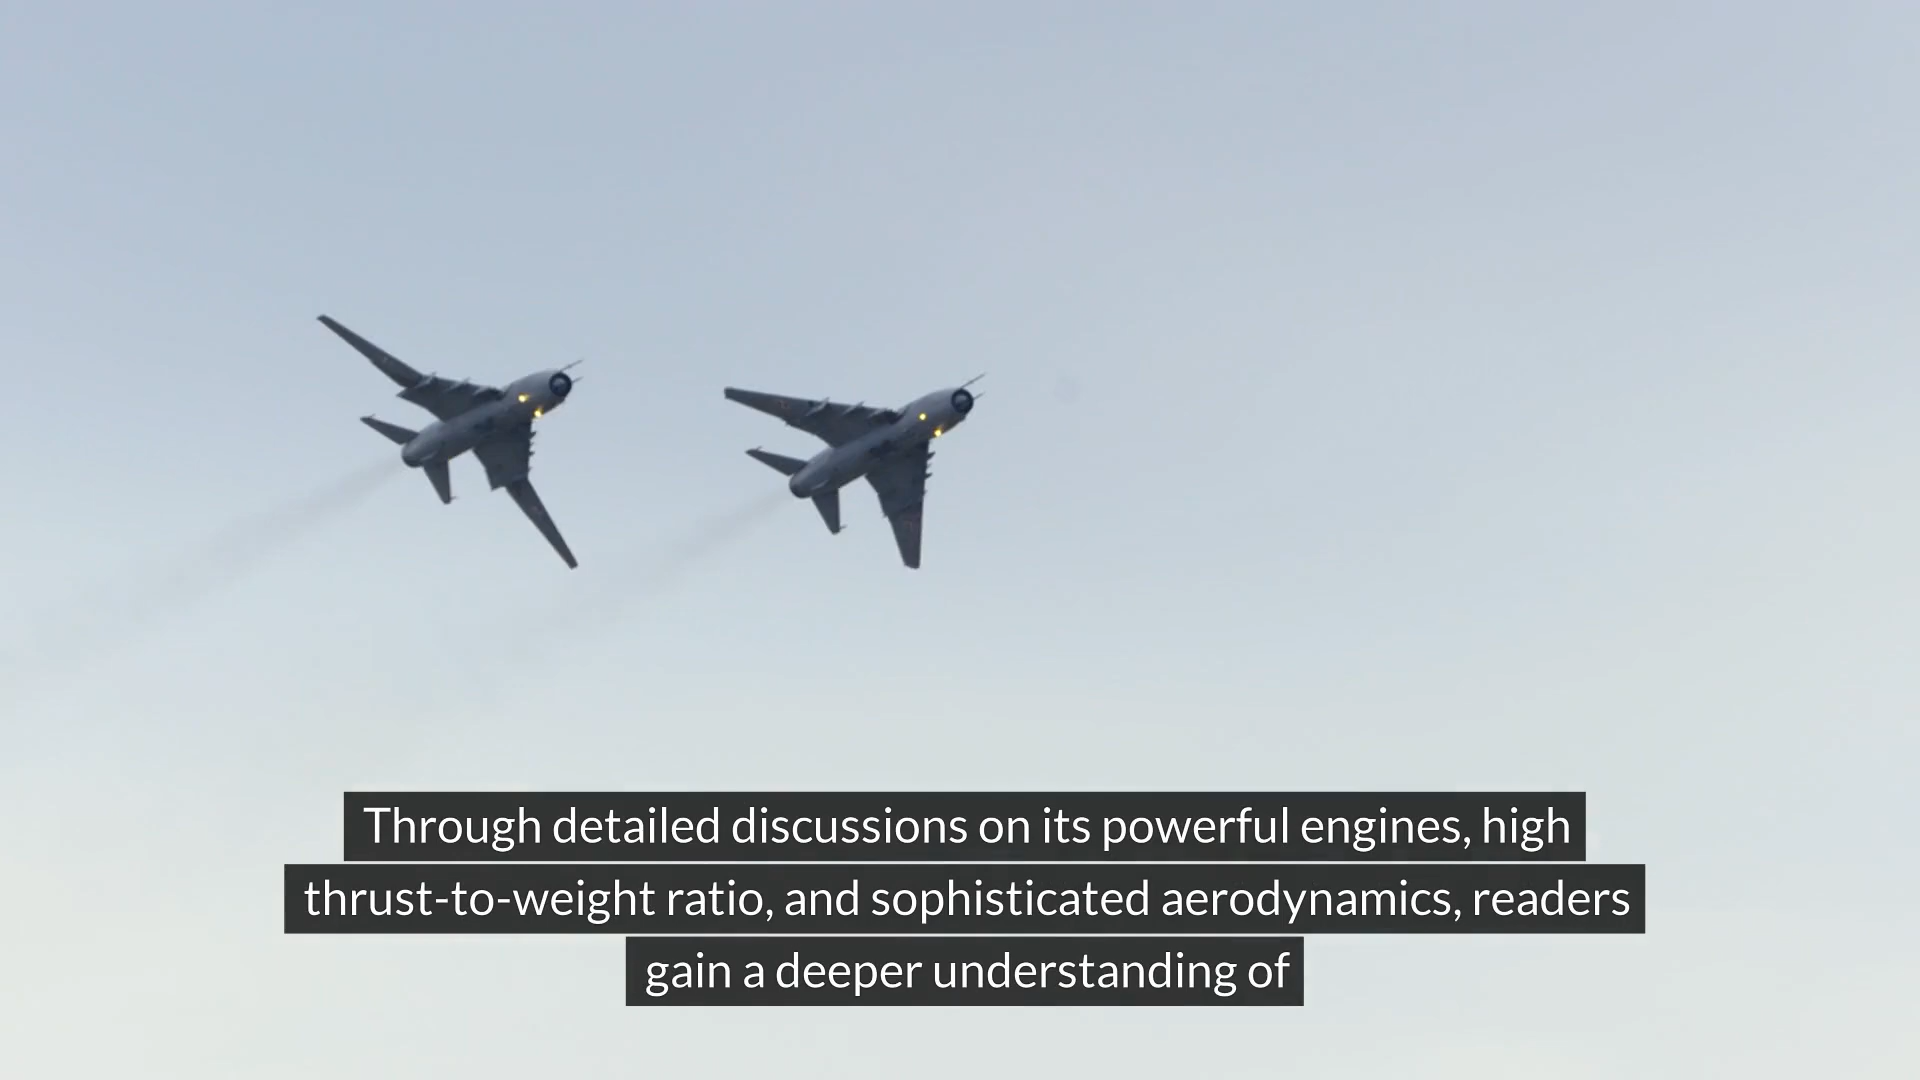 Through detailed discussions on its powerful engines, high
thrust-to-weight ratio, and sophisticated aerodynamics, readers
gain a deeper understanding of